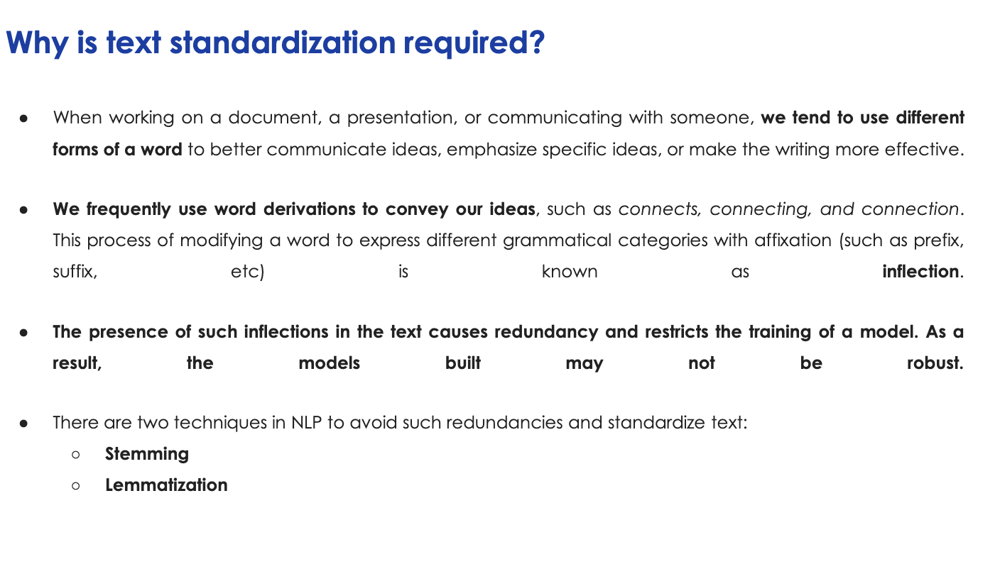 Why is text standardization required?
● When working on a document, a presentation, or communicating with someone, we tend to use different
forms of a word to better communicate ideas, emphasize specific ideas, or make the writing more effective.
● We frequently use word derivations to convey our ideas, such as connects, connecting, and connection.
This process of modifying a word to express different grammatical categories with affixation (such as prefix,
suffix, etc) is known as inflection.
● The presence of such inflections in the text causes redundancy and restricts the training of a model. As a
result, the models built may not be robust.
● There are two techniques in NLP to avoid such redundancies and standardize text:
○ Stemming
○ Lemmatization